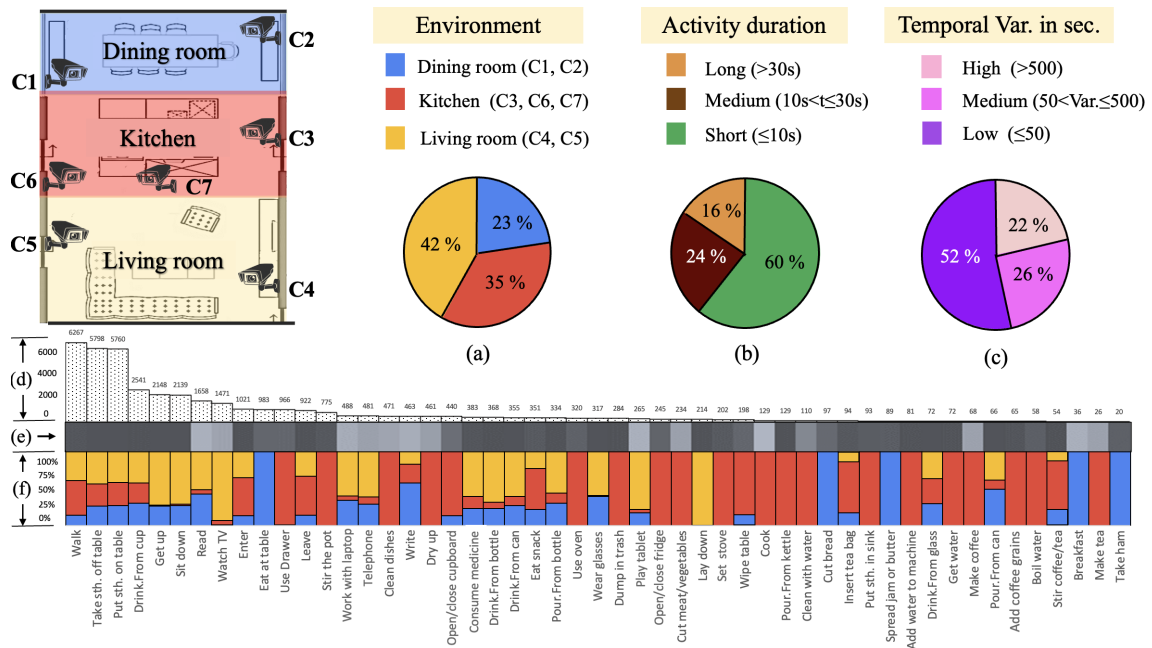 Dining room
Kitchen
Living room
C1
C2
C3
C6
C7
C5
C4
Environment
Dining room (C1, C2)
Kitchen (C3, C6, C7)
Living room (C4, C5)
23 %
35 %
42 %
(a)
Activity duration
Long (>30s)
Medium (10s<t≤30s)
Short (≤10s)
16 %
24 %
60 %
(b)
Temporal Var. in sec.
High (>500)
Medium (50<Var.≤500)
Low (≤50)
22 %
26 %
52 %
(c)
(d)
6000
4000
2000
0
6267 5798 5760 2541 2148 2139 1658 1471 1021 983 966 922 775 488 481 471 463 461 440 383 368 355 351 334 320 317 284 265 245 234 214 202 198 129 129 110 97 94 93 89 81 72 72 68 66 65 58 54 36 26 20
(e)
(f)
100%
75%
50%
25%
0%
Walk
Take sth. off table
Put sth. on table
Drink.From cup
Get up
Sit down
Read
Watch TV
Enter
Eat at table
Use Drawer
Leave
Stir the pot
Work with laptop
Telephone
Clean dishes
Write
Dry up
Open/close cupboard
Consume medicine
Drink.From bottle
Drink.From can
Eat snack
Pour.From bottle
Use oven
Wear glasses
Dump in trash
Play tablet
Open/close fridge
Cut meat/vegetables
Lay down
Set stove
Wipe table
Cook
Pour.From kettle
Clean with water
Cut bread
Insert tea bag
Put sth. in sink
Spread jam or butter
Add water to machine
Drink.From glass
Get water
Make coffee
Pour.From can
Add coffee grains
Boil water
Stir coffee/tea
Breakfast
Make tea
Take ham